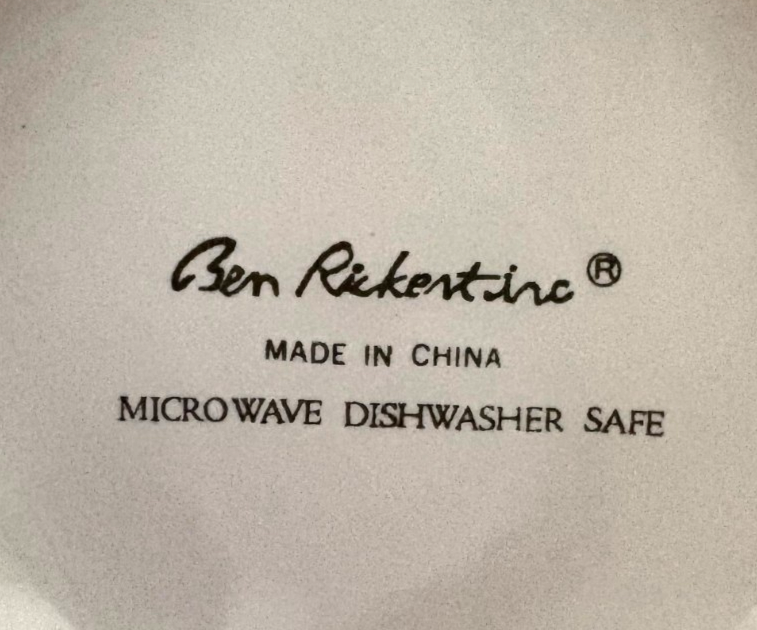 Ben Rickert inc ®
MADE IN CHINA
MICROWAVE DISHWASHER SAFE